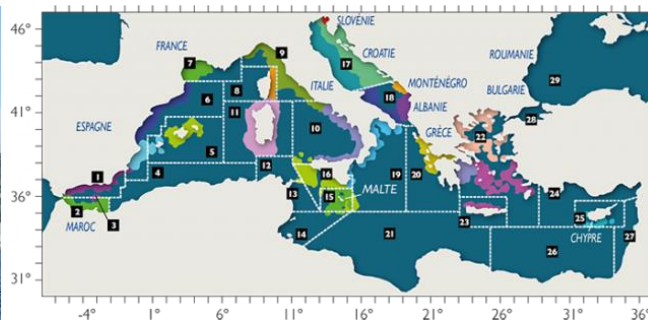 46°
SLOVÉNIE
FRANCE
9
CROATIE
7
17
ROUMANIE
8
ITALIE
MONTÉNÉGRO
29
6
18
BULGARIE
41°
11
ALBANIE
28
ESPAGNE
10
GRÈCE
22
5
12
1
4
16
19
20
36°
13
15
MALTE
24
2
25
MAROC
3
23
14
21
CHYPRE
27
26
31°
-4° 1° 6° 11° 16° 21° 26° 31° 36°